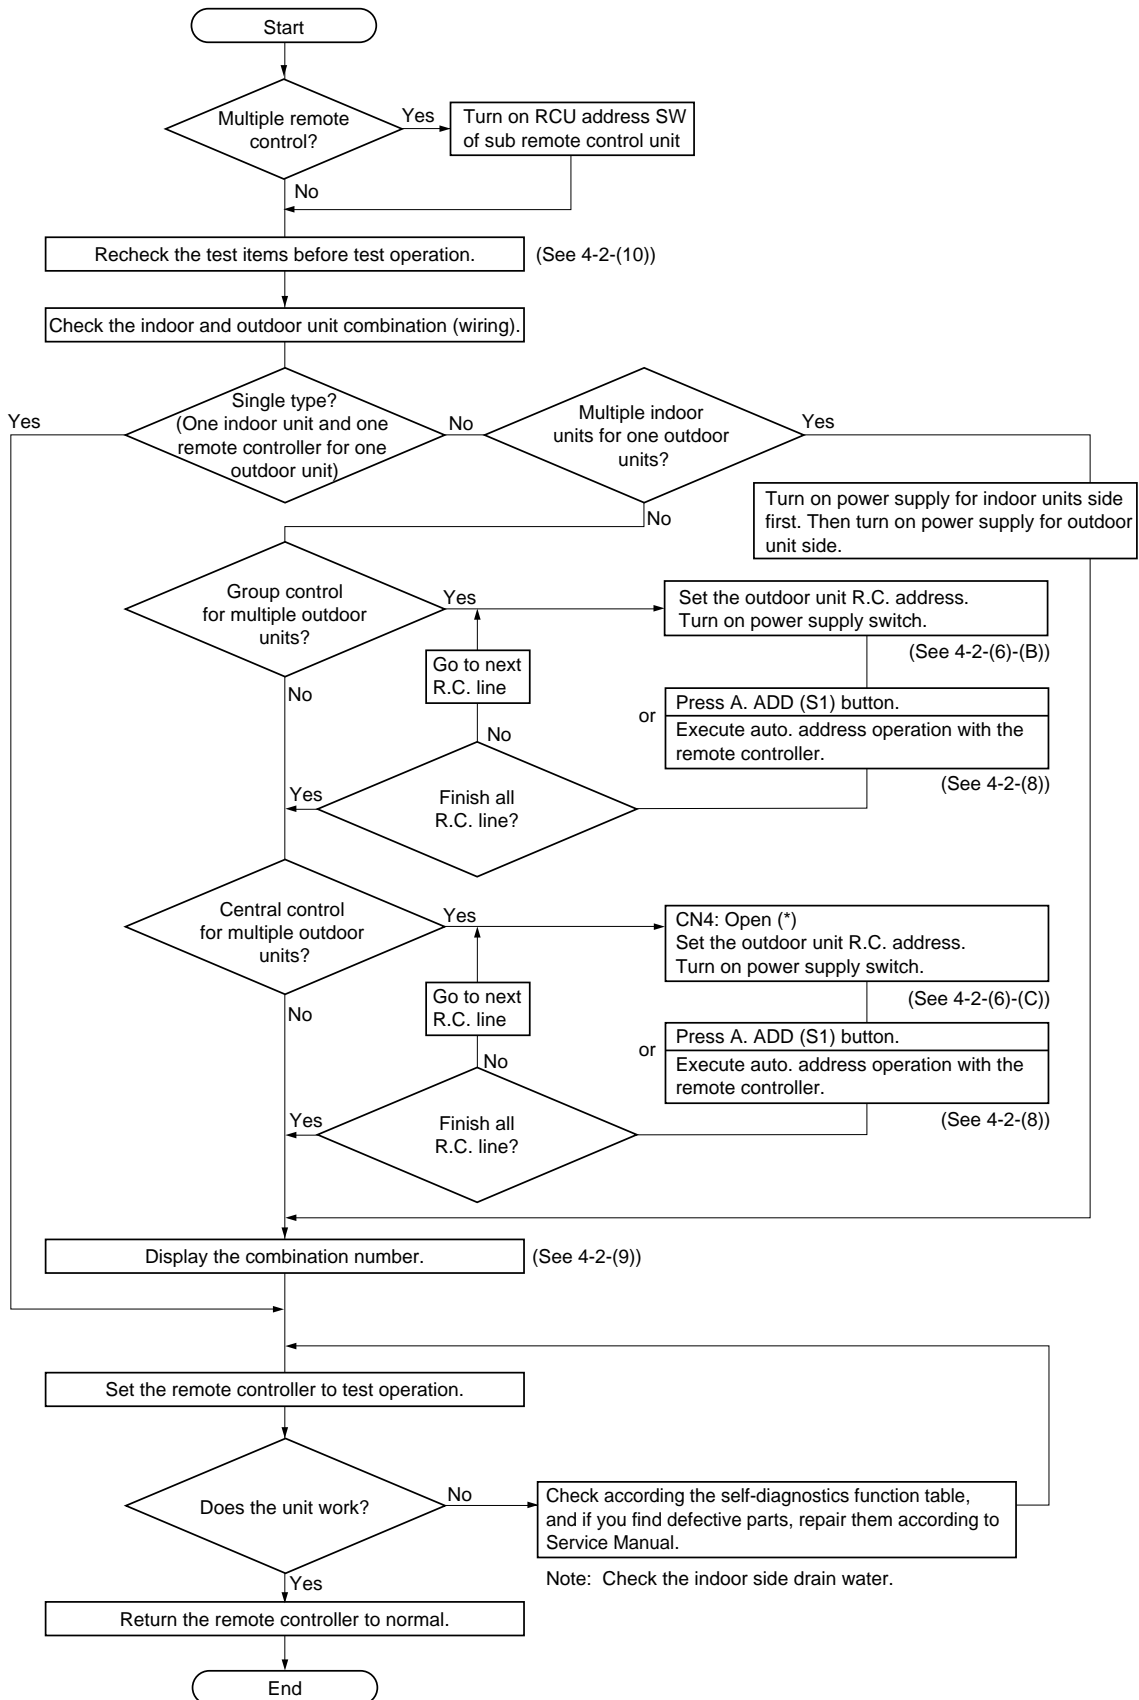 Start
Multiple remote
control?
Yes
Turn on RCU address SW
of sub remote control unit
No
Recheck the test items before test operation.
(See 4-2-(10))
Check the indoor and outdoor unit combination (wiring).
Yes
Single type?
(One indoor unit and one
remote controller for one
outdoor unit)
No
Multiple indoor
units for one outdoor
units?
Yes
Turn on power supply for indoor units side
first. Then turn on power supply for outdoor
unit side.
No
Group control
for multiple outdoor
units?
Yes
Set the outdoor unit R.C. address.
Turn on power supply switch.
(See 4-2-(6)-(B))
Go to next
R.C. line
No
or
Press A. ADD (S1) button.
Execute auto. address operation with the
remote controller.
(See 4-2-(8))
No
Yes
Finish all
R.C. line?
Central control
for multiple outdoor
units?
Yes
CN4: Open (*)
Set the outdoor unit R.C. address.
Turn on power supply switch.
(See 4-2-(6)-(C))
Go to next
R.C. line
No
or
Press A. ADD (S1) button.
Execute auto. address operation with the
remote controller.
(See 4-2-(8))
No
Yes
Finish all
R.C. line?
Display the combination number.
(See 4-2-(9))
Set the remote controller to test operation.
Does the unit work?
No
Check according the self-diagnostics function table,
and if you find defective parts, repair them according to
Service Manual.
Note: Check the indoor side drain water.
Yes
Return the remote controller to normal.
End